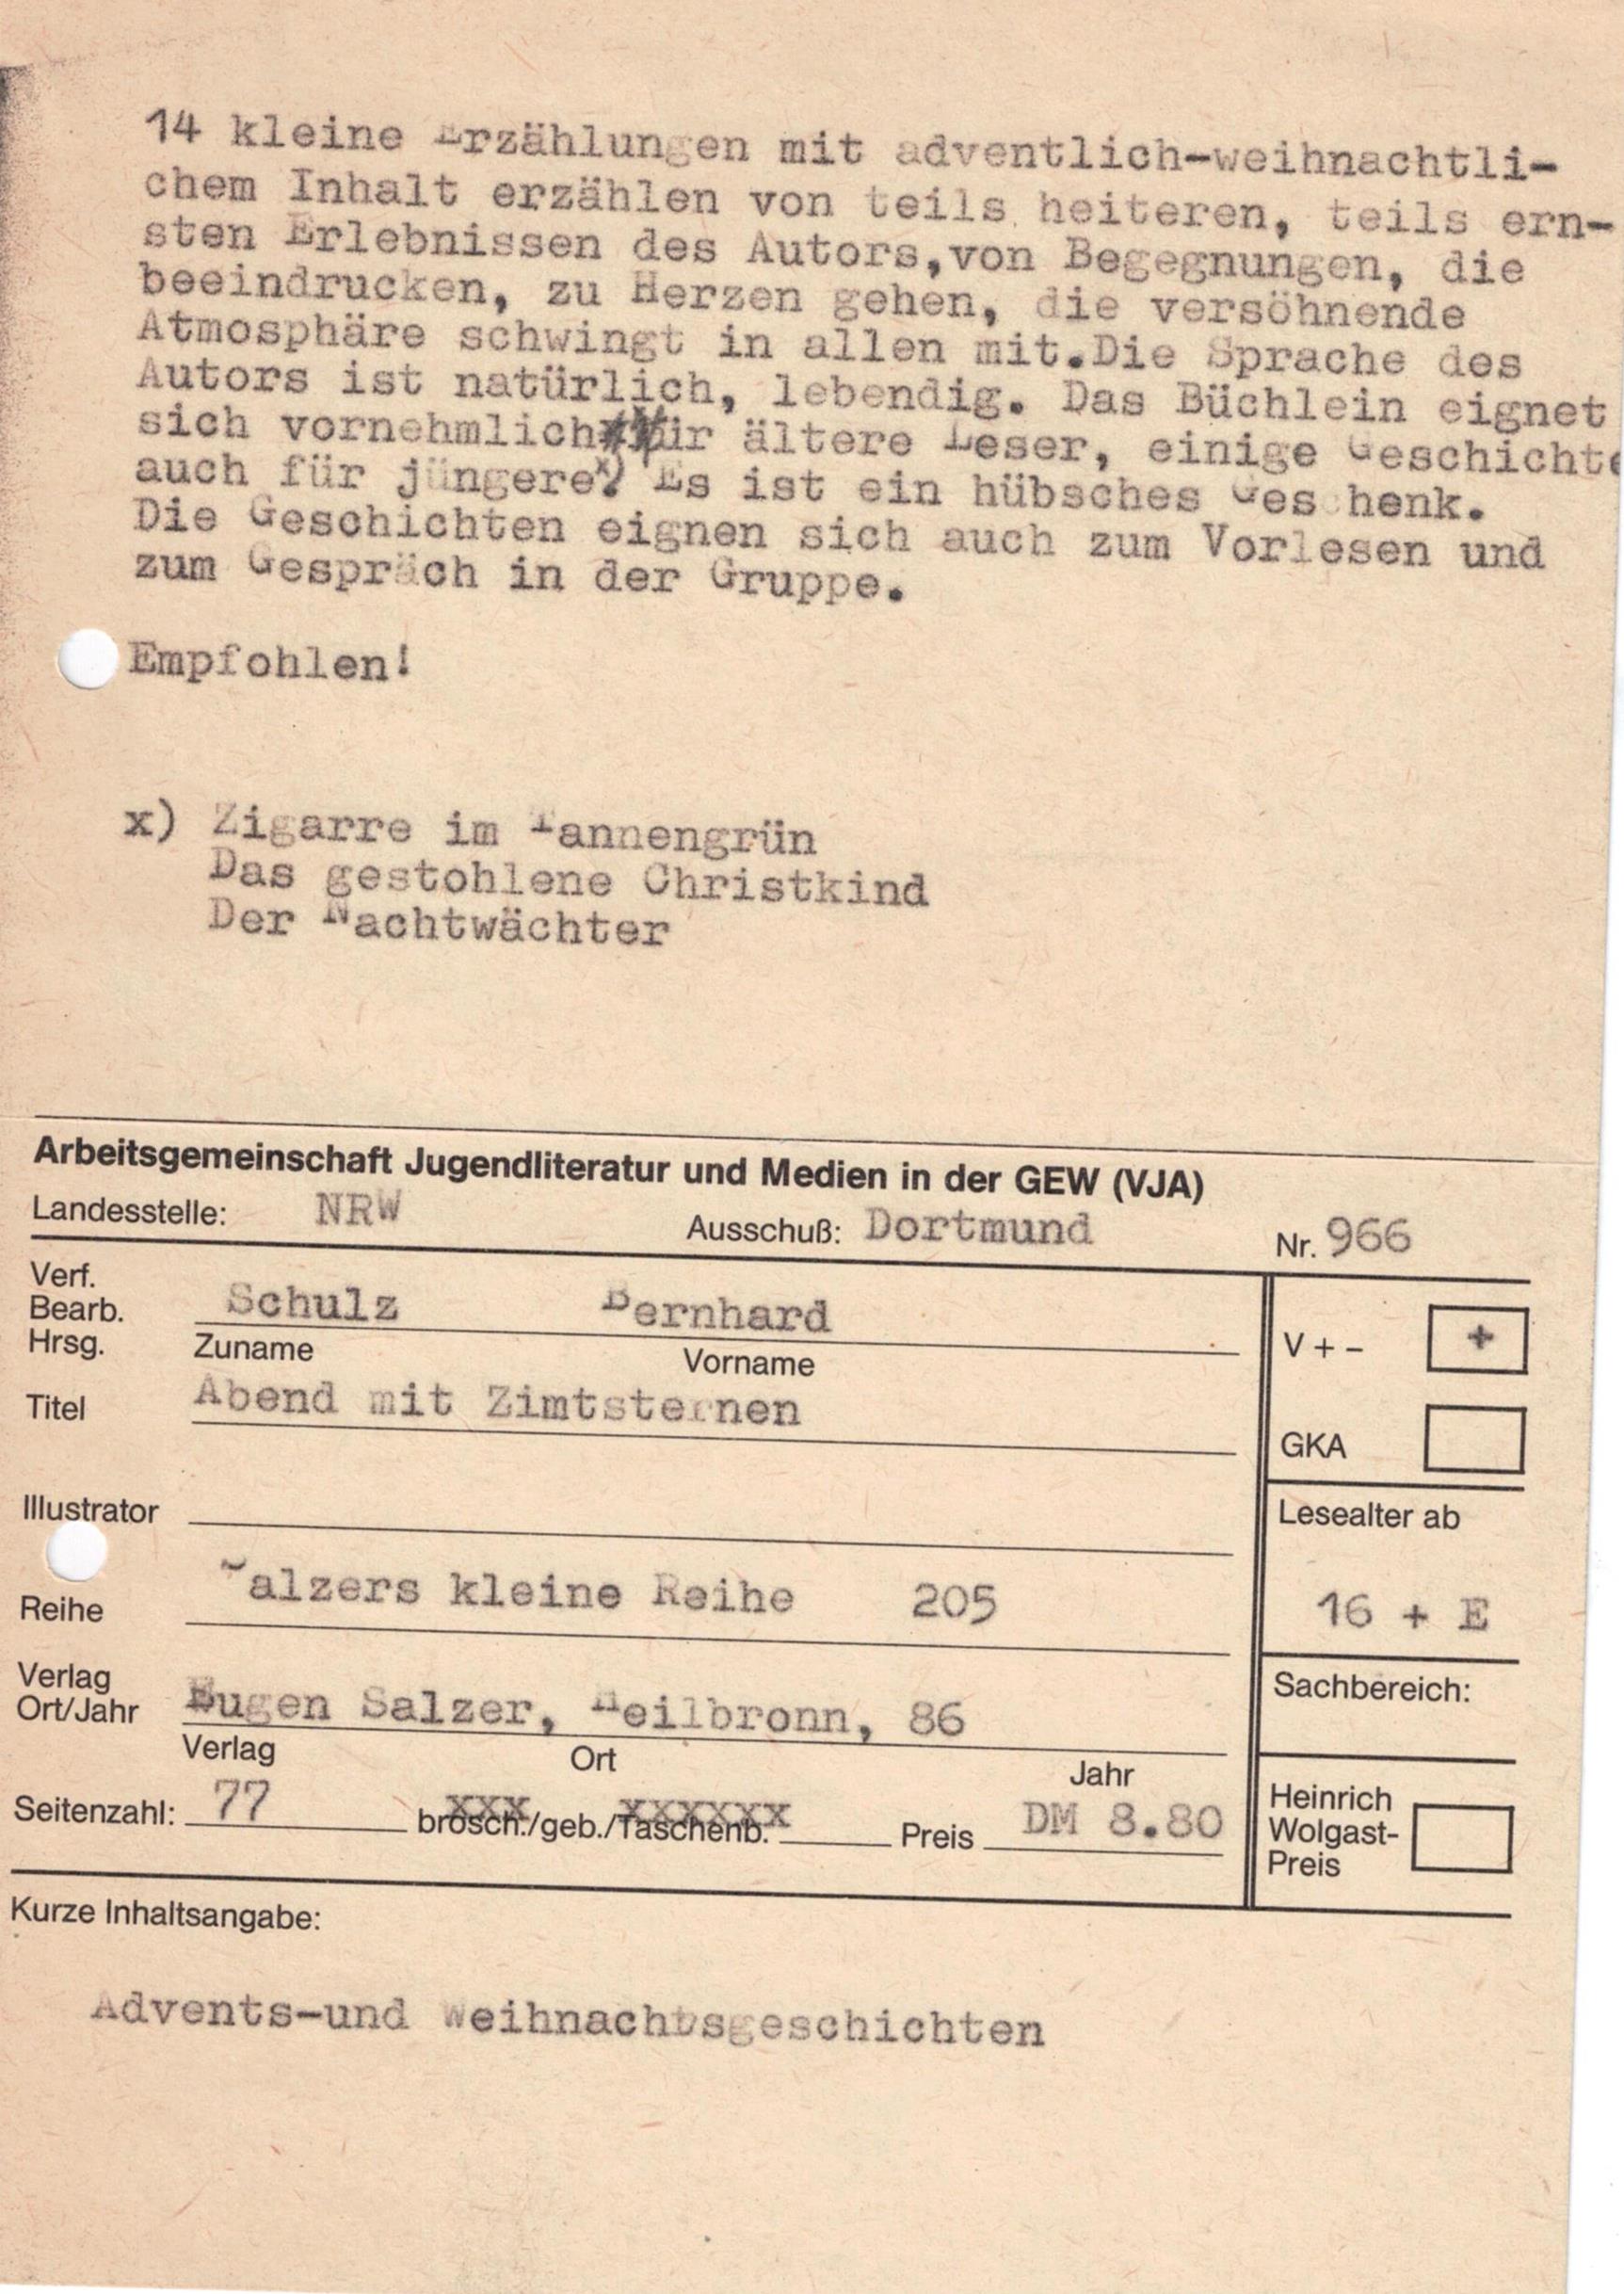 14 kleine Erzählungen mit adventlich-weihnachtli-
chem Inhalt erzählen von teils heiteren, teils ern-
sten Erlebnissen des Autors,von Begegnungen, die
beeindrucken, zu Herzen gehen, die versöhnende
Atmosphäre schwingt in allen mit.Die Sprache des
Autors ist natürlich, lebendig. Das Büchlein eignet
sich vornehmlich für ältere Leser, einige Geschichte
auch für jüngere x) Es ist ein hübsches Geschenk.
Die Geschichten eignen sich auch zum Vorlesen und
zum Gespräch in der Gruppe.
Empfohlen!
x) Zigarre im Tannengrün
Das gestohlene Christkind
Der Nachtwächter
Arbeitsgemeinschaft Jugendliteratur und Medien in der GEW (VJA)
Landesstelle: NRW Ausschuß: Dortmund Nr. 966
Verf.
Bearb.
Hrsg.
Schulz Bernhard
Zuname Vorname
V + – +
Titel Abend mit Zimtsternen
GKA
Illustrator
Lesealter ab
16 + E
Reihe Salzers kleine Reihe 205
Verlag
Ort/Jahr
Eugen Salzer, Heilbronn, 86
Verlag Ort Jahr
Sachbereich:
Seitenzahl: 77 brosch./geb./Taschenb. Preis DM 8.80
Heinrich
Wolgast-
Preis
Kurze Inhaltsangabe:
Advents-und Weihnachtsgeschichten